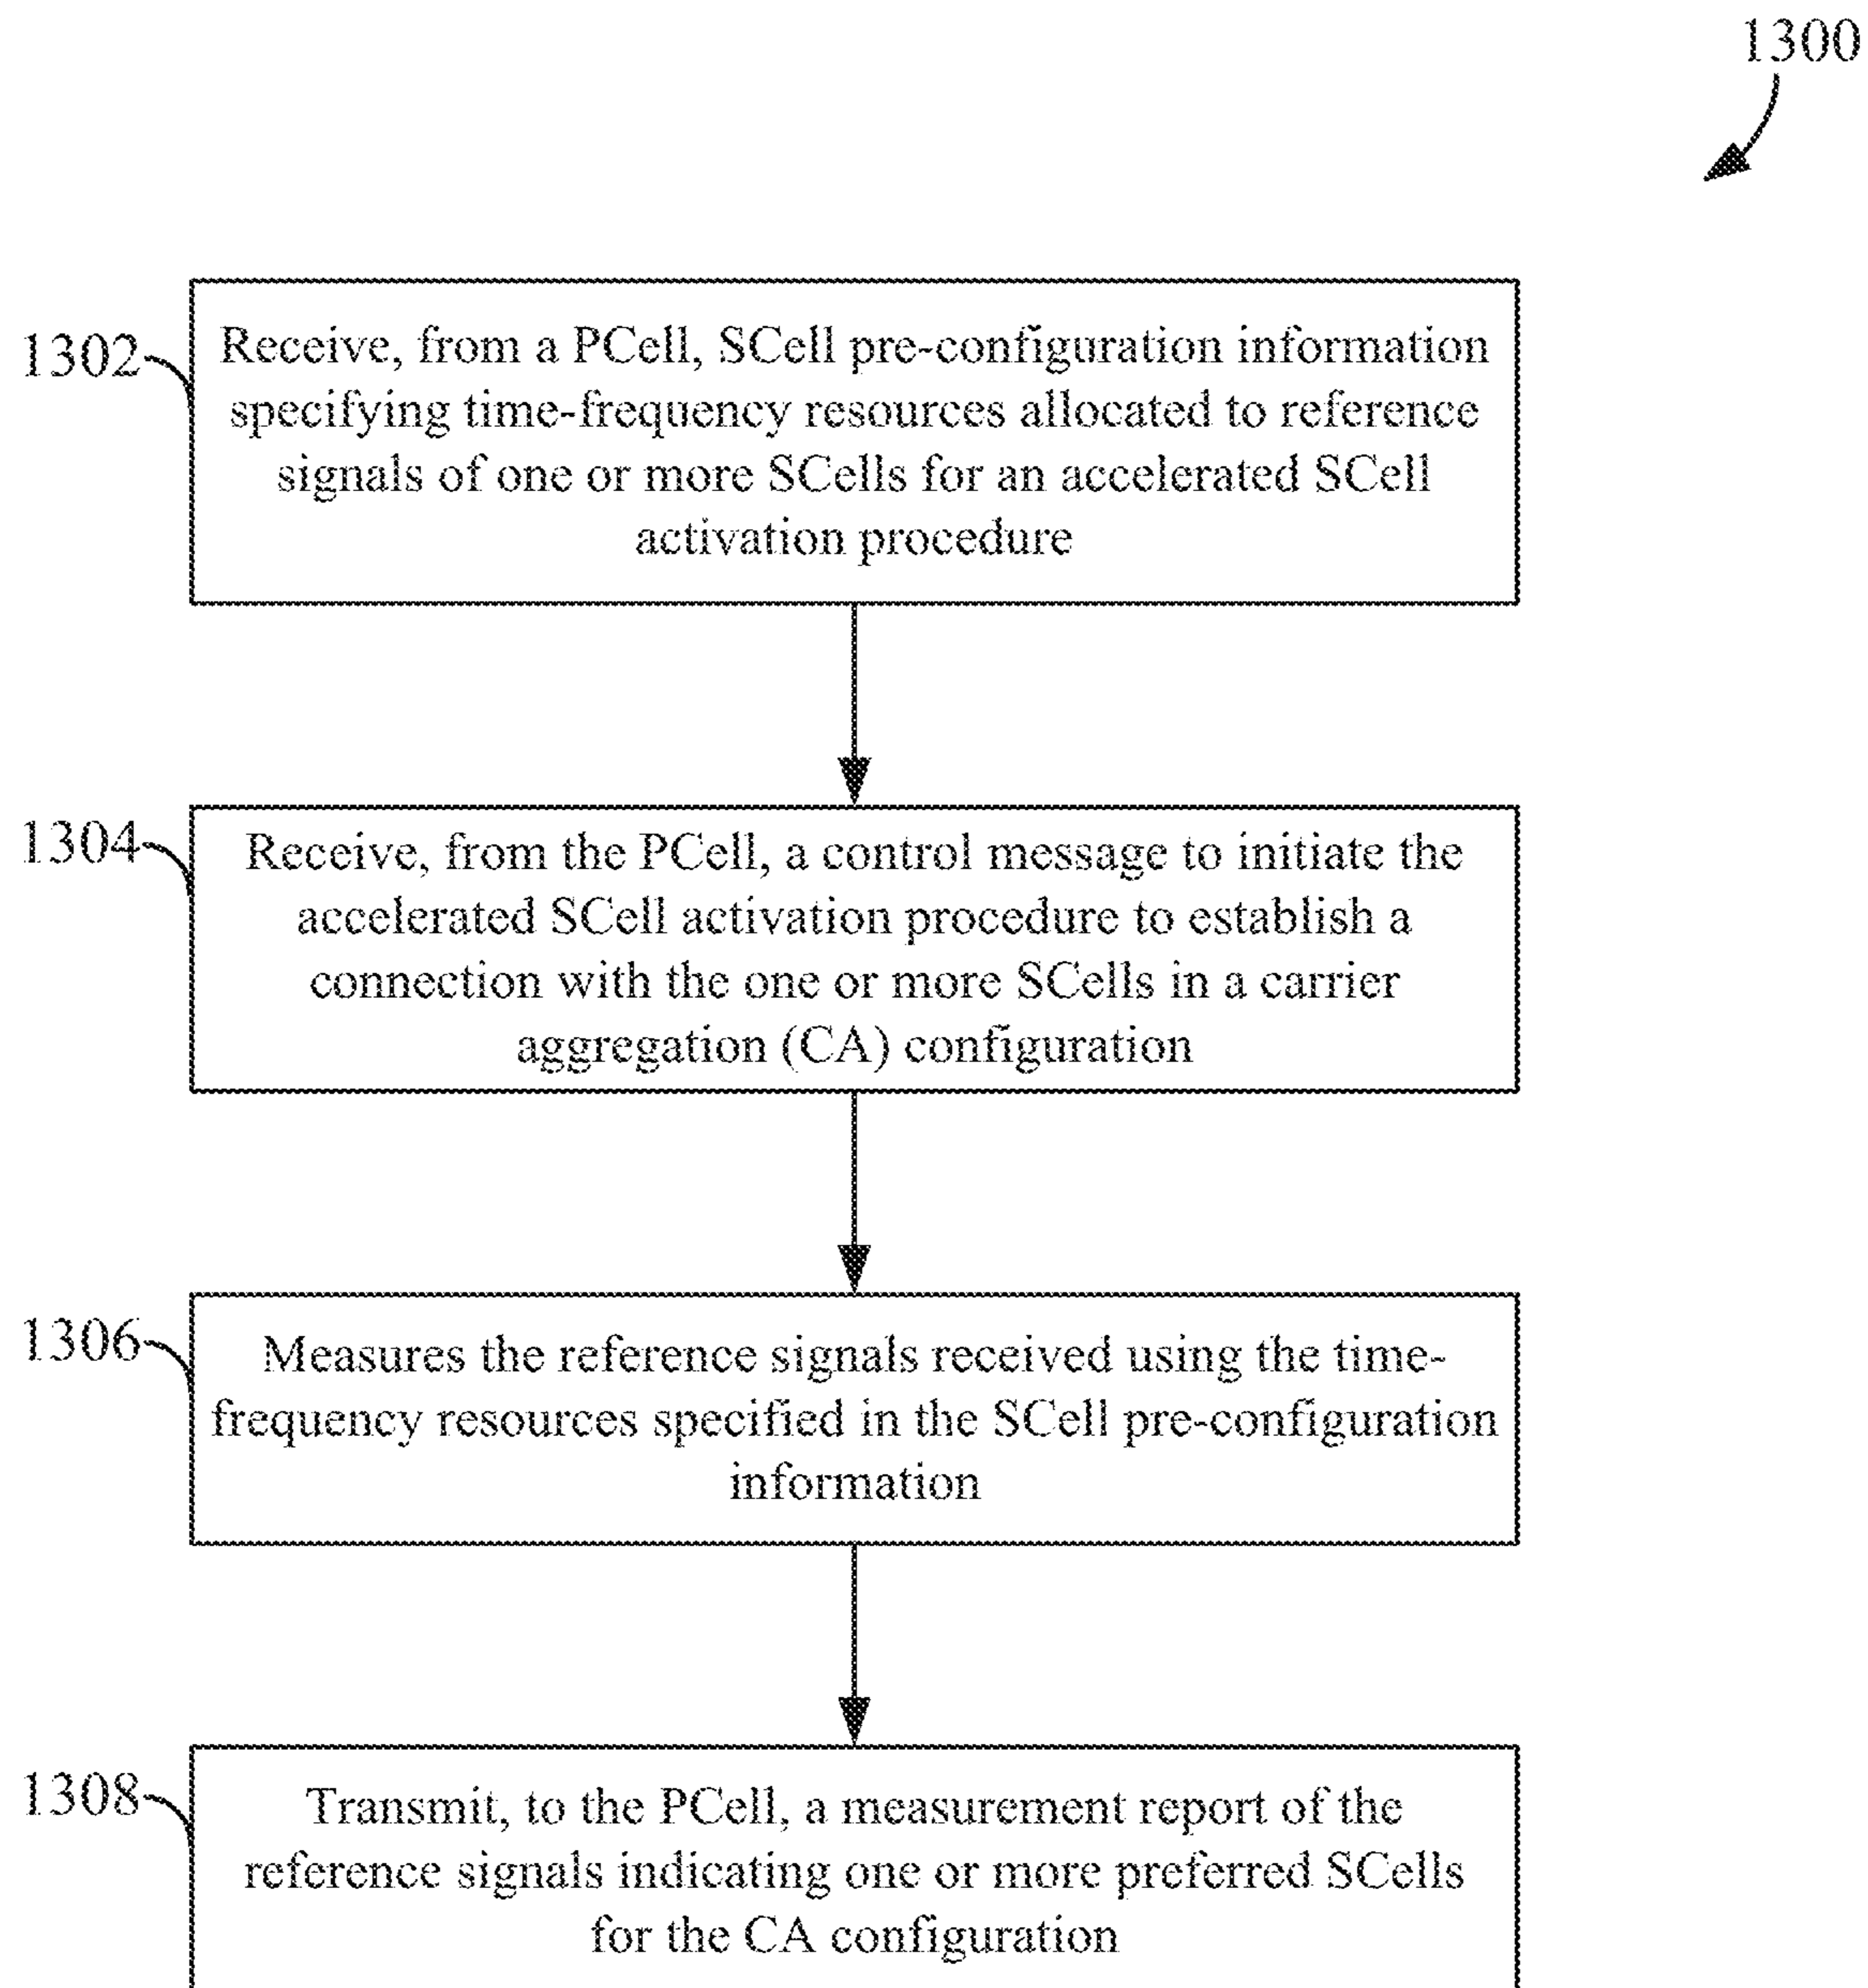 1300
1302
Receive, from a PCell, SCell pre-configuration information
specifying time-frequency resources allocated to reference
signals of one or more SCells for an accelerated SCell
activation procedure
1304
Receive, from the PCell, a control message to initiate the
accelerated SCell activation procedure to establish a
connection with the one or more SCells in a carrier
aggregation (CA) configuration
1306
Measures the reference signals received using the time-
frequency resources specified in the SCell pre-configuration
information
1308
Transmit, to the PCell, a measurement report of the
reference signals indicating one or more preferred SCells
for the CA configuration